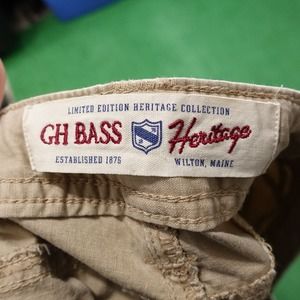 LIMITED EDITION HERITAGE COLLECTION
GH BASS Heritage
ESTABLISHED 1876 WILTON, MAINE